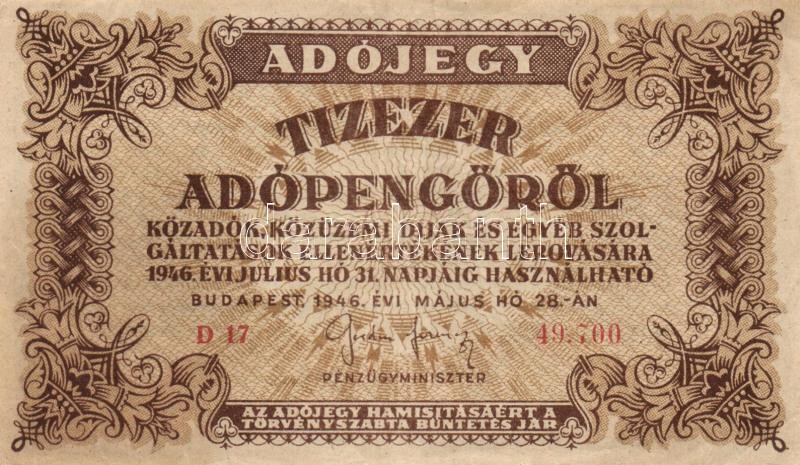 ADÓJEGY
TIZEZER
ADÓPENGŐRŐL
KÖZADÓK, KÖZÜZEMI DIJAK ÉS EGYÉB SZOL-
GÁLTATÁSOK ELLENÉRTÉKÉNEK LEROVÁSÁRA
1946. ÉVI JULIUS HÓ 31. NAPJÁIG HASZNÁLHATÓ
BUDAPEST, 1946. ÉVI MÁJUS HÓ 28.-ÁN
D 17 49.700
PÉNZÜGYMINISZTER
AZ ADÓJEGY HAMISITÁSÁÉRT A
TÖRVÉNYSZABTA BÜNTETÉS JÁR
darabanth